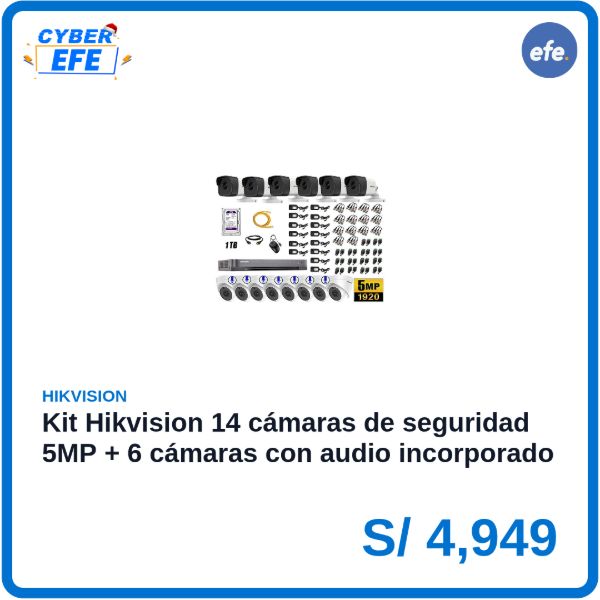 CYBER
EFE
efe.
1TB
5MP
1920
HIKVISION
Kit Hikvision 14 cámaras de seguridad
5MP + 6 cámaras con audio incorporado
S/ 4,949